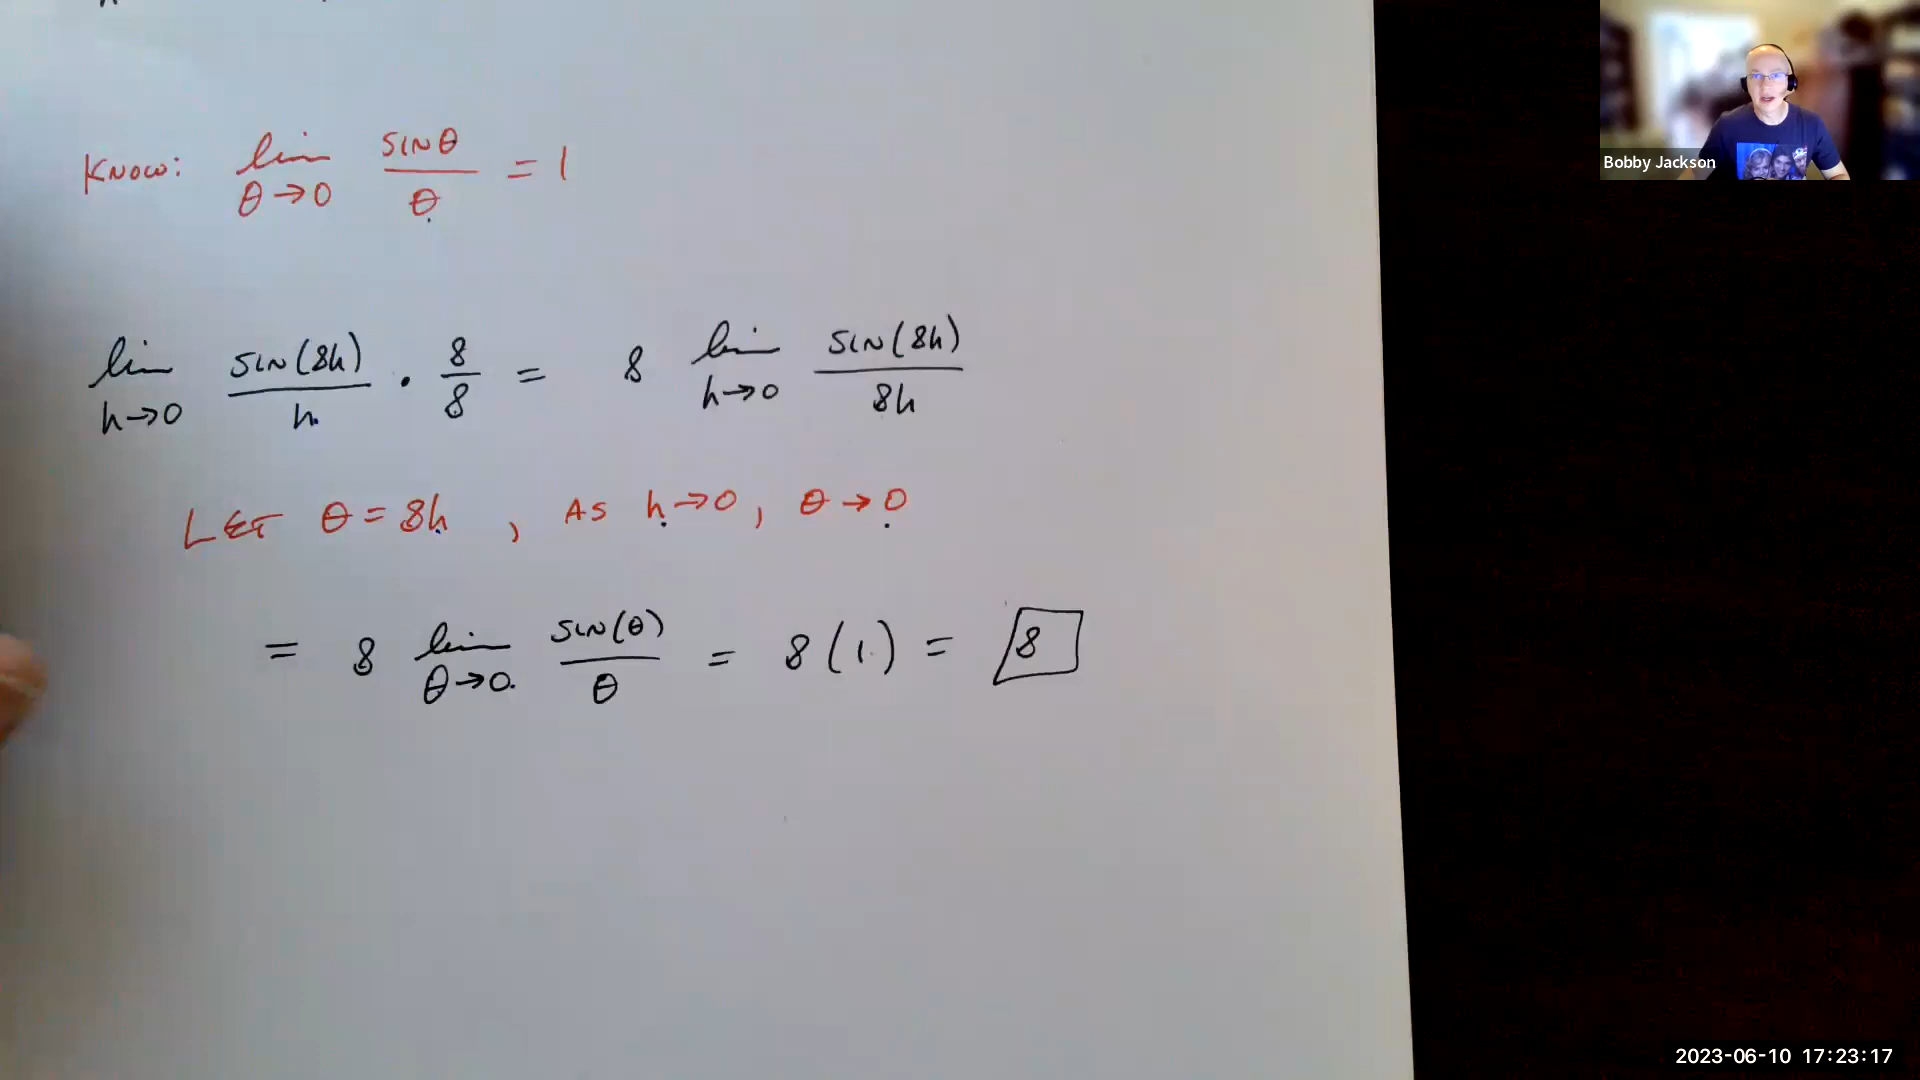 KNOW: lim θ→0 SIN θ / θ = 1
lim h→0 SIN(8h) / h · 8/8 = 8 lim h→0 SIN(8h) / 8h
LET θ = 8h , AS h→0, θ→0
= 8 lim θ→0 SIN(θ) / θ = 8(1) = 8
Bobby Jackson
2023-06-10 17:23:17